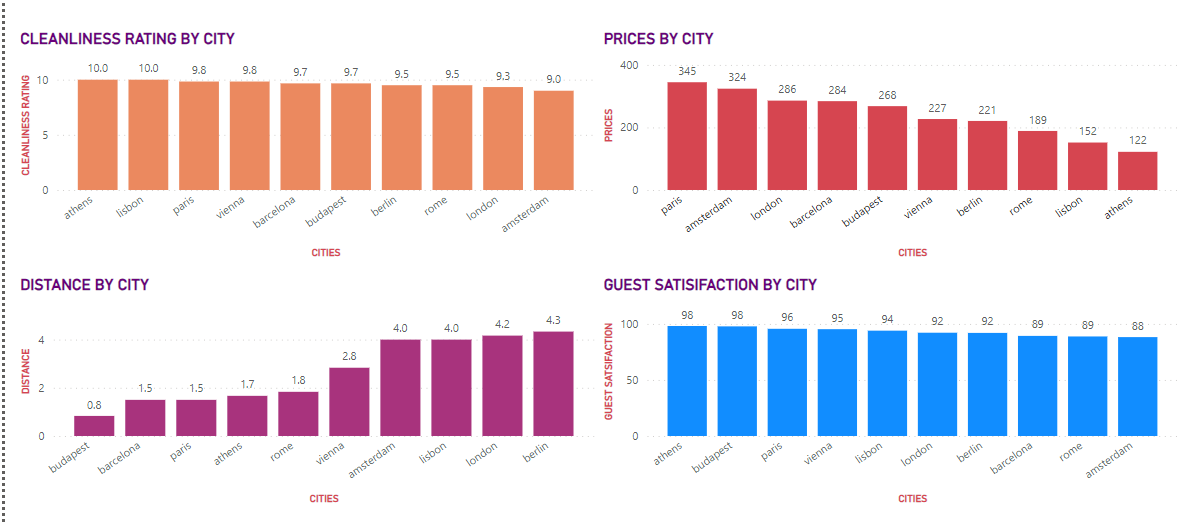 CLEANLINESS RATING BY CITY
CLEANLINESS RATING
10
5
0
10.0 10.0 9.8 9.8 9.7 9.7 9.5 9.5 9.3 9.0
athens lisbon paris vienna barcelona budapest berlin rome london amsterdam
CITIES
PRICES BY CITY
PRICES
400
200
0
345 324 286 284 268 227 221 189 152 122
paris amsterdam london barcelona budapest vienna berlin rome lisbon athens
CITIES
DISTANCE BY CITY
DISTANCE
4
2
0
0.8 1.5 1.5 1.7 1.8 2.8 4.0 4.0 4.2 4.3
budapest barcelona paris athens rome vienna amsterdam lisbon london berlin
CITIES
GUEST SATISIFACTION BY CITY
GUEST SATSIFACTION
100
50
0
98 98 96 95 94 92 92 89 89 88
athens budapest paris vienna lisbon london berlin barcelona rome amsterdam
CITIES